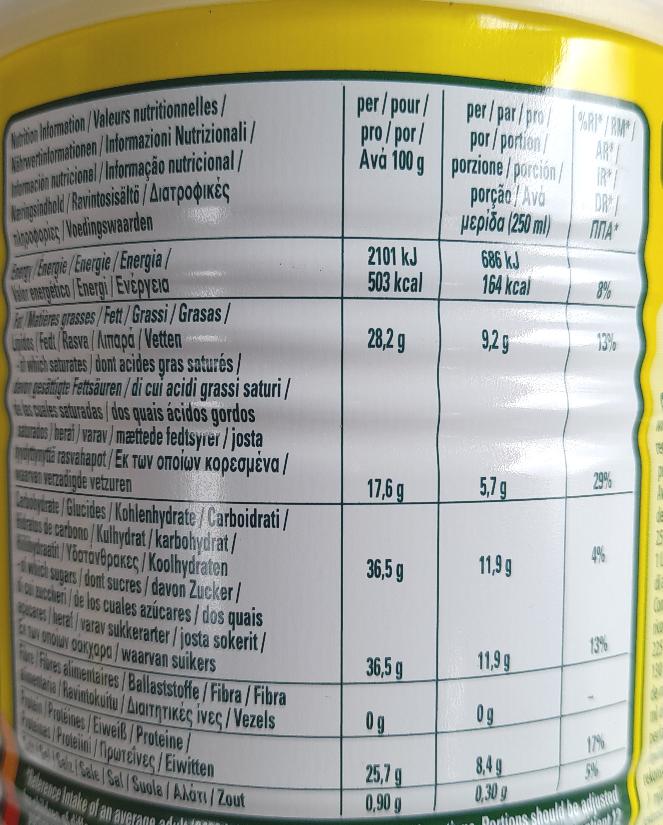 Nutrition Information / Valeurs nutritionnelles /
Nährwertinformationen / Informazioni Nutrizionali /
Información nutricional / Informação nutricional /
Næringsindhold / Ravintosisältö / Διατροφικές
πληροφορίες / Voedingswaarden
per / pour /
pro / por /
Ανά 100 g
per / par / pro /
por / portion /
porzione / porción /
porção / Ανά
μερίδα (250 ml)
%RI* / RM* /
AR* /
IR* /
DR* /
ΠΠΑ*
Energy / Énergie / Energie / Energia /
Valor energético / Energi / Ενέργεια
2101 kJ 686 kJ
503 kcal 164 kcal 8%
Fat / Matières grasses / Fett / Grassi / Grasas /
Lípidos / Fedt / Rasva / Λιπαρά / Vetten 28,2 g 9,2 g 13%
- of which saturates / dont acides gras saturés /
davon gesättigte Fettsäuren / di cui acidi grassi saturi /
de las cuales saturadas / dos quais ácidos gordos
saturados / heraf / varav / mættede fedtsyrer / josta
tyydyttynyttä rasvahapot / Εκ των οποίων κορεσμένα /
waarvan verzadigde vetzuren 17,6 g 5,7 g 29%
Carbohydrate / Glucides / Kohlenhydrate / Carboidrati /
Hidratos de carbono / Kulhydrat / karbohydrat /
Hiilihydraatit / Υδατάνθρακες / Koolhydraten 36,5 g 11,9 g 4%
- of which sugars / dont sucres / davon Zucker /
di cui zuccheri / de los cuales azúcares / dos quais
açucares / heraf / varav sukkerarter / josta sokerit /
Εκ των οποίων σάκχαρα / waarvan suikers 36,5 g 11,9 g 13%
Fibre / Fibres alimentaires / Ballaststoffe / Fibra / Fibra
alimentaria / Ravintokuitu / Διαιτητικές ίνες / Vezels 0 g 0 g -
Protein / Protéines / Eiweiß / Proteine /
Proteínas / Proteiini / Πρωτεΐνες / Eiwitten 25,7 g 8,4 g 17%
Salz / Sale / Sal / Suola / Αλάτι / Zout 0,90 g 0,30 g 5%
*Reference Intake of an average
Portions should be adjusted